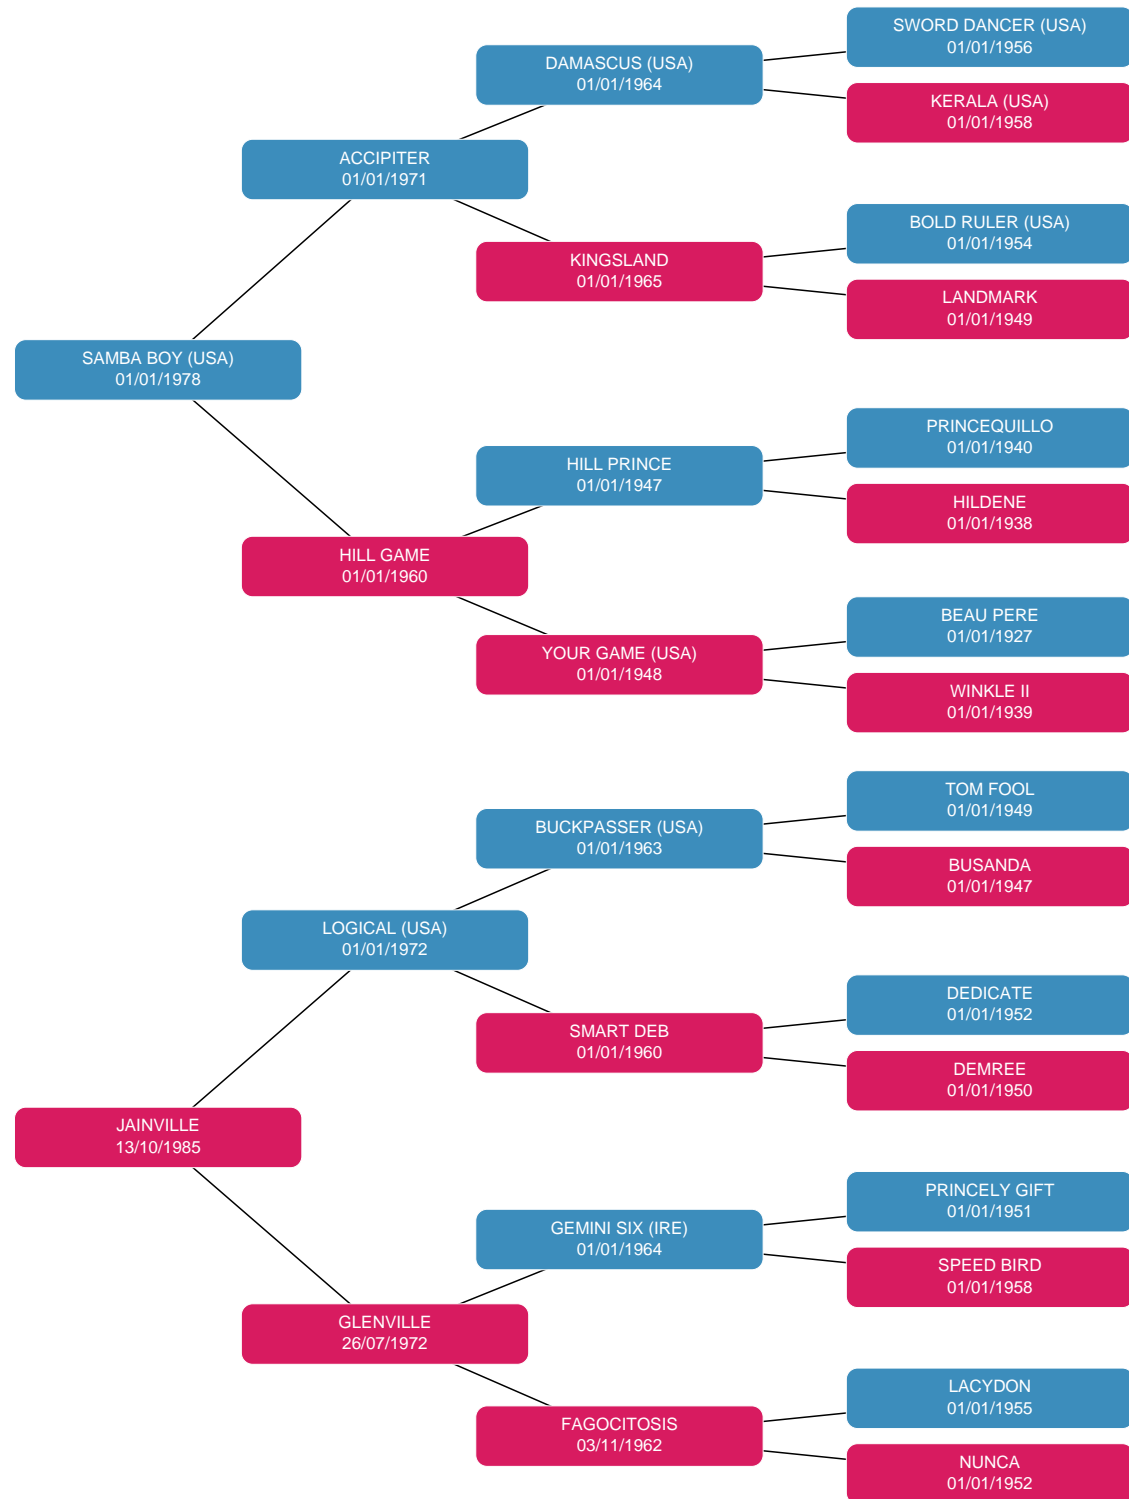 SWORD DANCER (USA)
01/01/1956
DAMASCUS (USA)
01/01/1964
KERALA (USA)
01/01/1958
ACCIPITER
01/01/1971
BOLD RULER (USA)
01/01/1954
KINGSLAND
01/01/1965
LANDMARK
01/01/1949
SAMBA BOY (USA)
01/01/1978
PRINCEQUILLO
01/01/1940
HILL PRINCE
01/01/1947
HILDENE
01/01/1938
HILL GAME
01/01/1960
BEAU PERE
01/01/1927
YOUR GAME (USA)
01/01/1948
WINKLE II
01/01/1939
TOM FOOL
01/01/1949
BUCKPASSER (USA)
01/01/1963
BUSANDA
01/01/1947
LOGICAL (USA)
01/01/1972
DEDICATE
01/01/1952
SMART DEB
01/01/1960
DEMREE
01/01/1950
JAINVILLE
13/10/1985
PRINCELY GIFT
01/01/1951
GEMINI SIX (IRE)
01/01/1964
SPEED BIRD
01/01/1958
GLENVILLE
26/07/1972
LACYDON
01/01/1955
FAGOCITOSIS
03/11/1962
NUNCA
01/01/1952